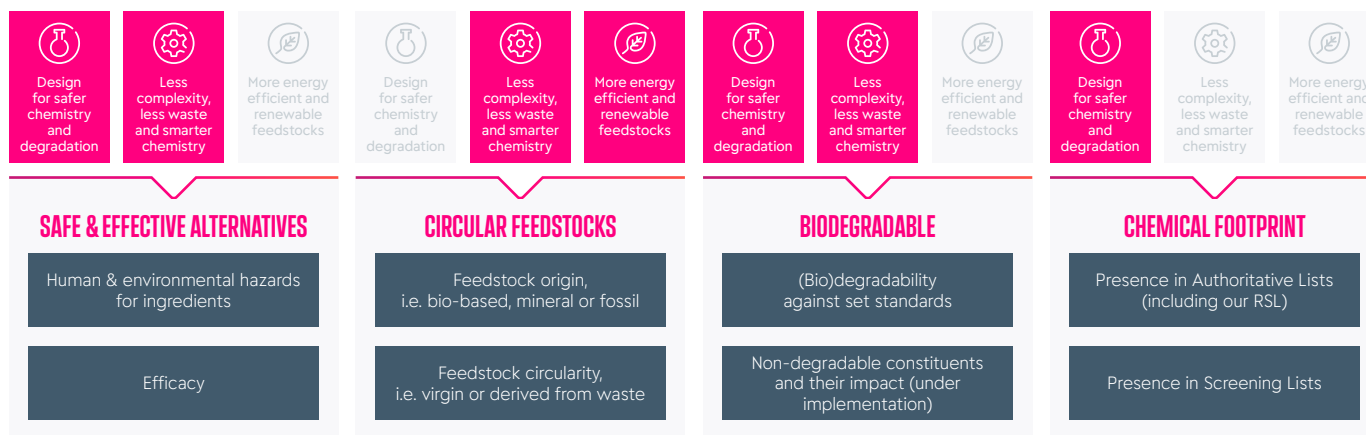 Design
for safer
chemistry
and
degradation
Less
complexity,
less waste
and smarter
chemistry
More energy
efficient and
renewable
feedstocks
SAFE & EFFECTIVE ALTERNATIVES
Human & environmental hazards
for ingredients
Efficacy
Design
for safer
chemistry
and
degradation
Less
complexity,
less waste
and smarter
chemistry
More energy
efficient and
renewable
feedstocks
CIRCULAR FEEDSTOCKS
Feedstock origin,
i.e. bio-based, mineral or fossil
Feedstock circularity,
i.e. virgin or derived from waste
Design
for safer
chemistry
and
degradation
Less
complexity,
less waste
and smarter
chemistry
More energy
efficient and
renewable
feedstocks
BIODEGRADABLE
(Bio)degradability
against set standards
Non-degradable constituents
and their impact (under
implementation)
Design
for safer
chemistry
and
degradation
Less
complexity,
less waste
and smarter
chemistry
More energy
efficient and
renewable
feedstocks
CHEMICAL FOOTPRINT
Presence in Authoritative Lists
(including our RSL)
Presence in Screening Lists